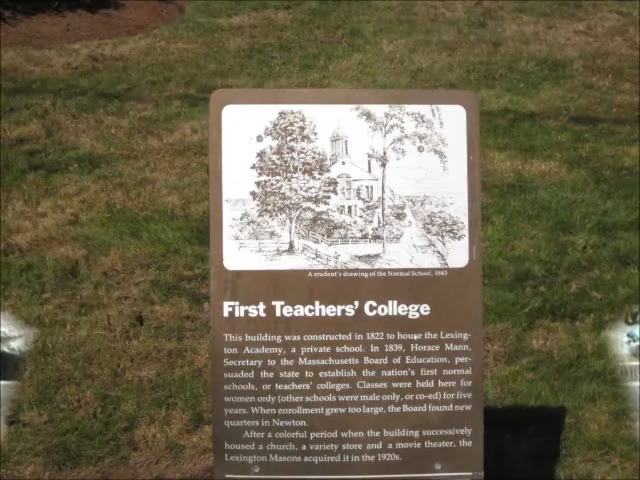 A student's drawing of the Normal School, 1843
First Teachers' College
This building was constructed in 1822 to house the Lexing-
ton Academy, a private school. In 1839, Horace Mann,
Secretary to the Massachusetts Board of Education, per-
suaded the state to establish the nation's first normal
schools, or teachers' colleges. Classes were held here for
women only (other schools were male only, or co-ed) for five
years. When enrollment grew too large, the Board found new
quarters in Newton.
After a colorful period when the building successively
housed a church, a variety store and a movie theater, the
Lexington Masons acquired it in the 1920s.